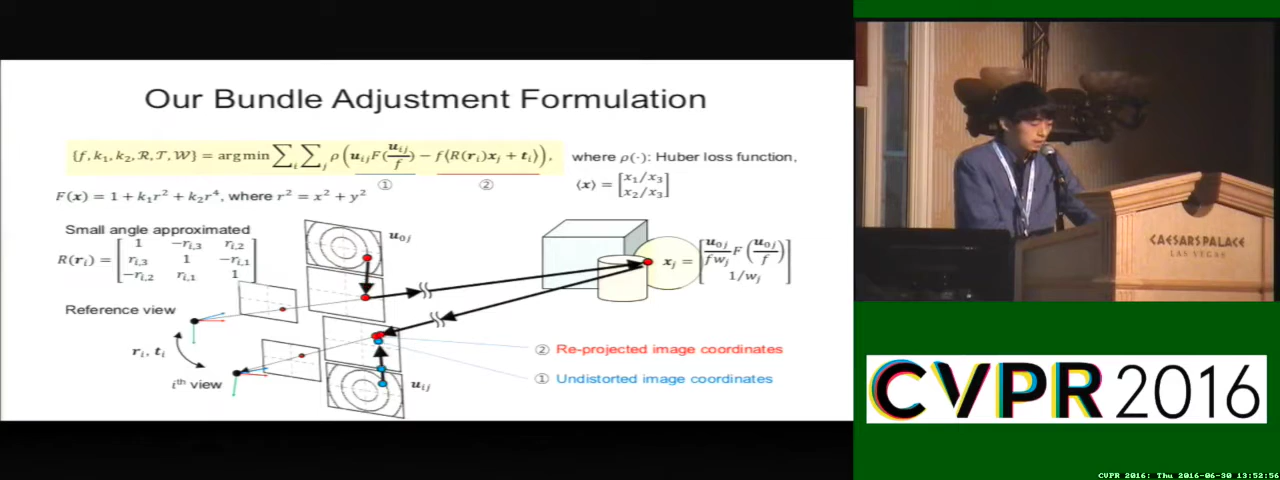 Our Bundle Adjustment Formulation
{f, k₁, k₂, ℛ, 𝒯, 𝒲} = arg min ∑ᵢ ∑ⱼ ρ(𝒖ᵢⱼF(𝒖ᵢⱼ/f) − f⟨R(𝒓ᵢ)𝒙ⱼ + 𝒕ᵢ⟩), where ρ(·): Huber loss function,
① ② ⟨𝒙⟩ = [x₁/x₃
x₂/x₃]
F(𝒙) = 1 + k₁r² + k₂r⁴, where r² = x² + y²
Small angle approximated
R(𝒓ᵢ) = [1 −rᵢ,₃ rᵢ,₂
rᵢ,₃ 1 −rᵢ,₁
−rᵢ,₂ rᵢ,₁ 1]
𝒖₀ⱼ
𝒙ⱼ = [𝒖₀ⱼ/fwⱼ F(𝒖₀ⱼ/f)
1/wⱼ]
Reference view
𝒓ᵢ, 𝒕ᵢ
iᵗʰ view
𝒖ᵢⱼ
② Re-projected image coordinates
① Undistorted image coordinates
CAESARS PALACE
LAS VEGAS
CVPR 2016
CVPR 2016: Thu 2016-06-30 13:52:56